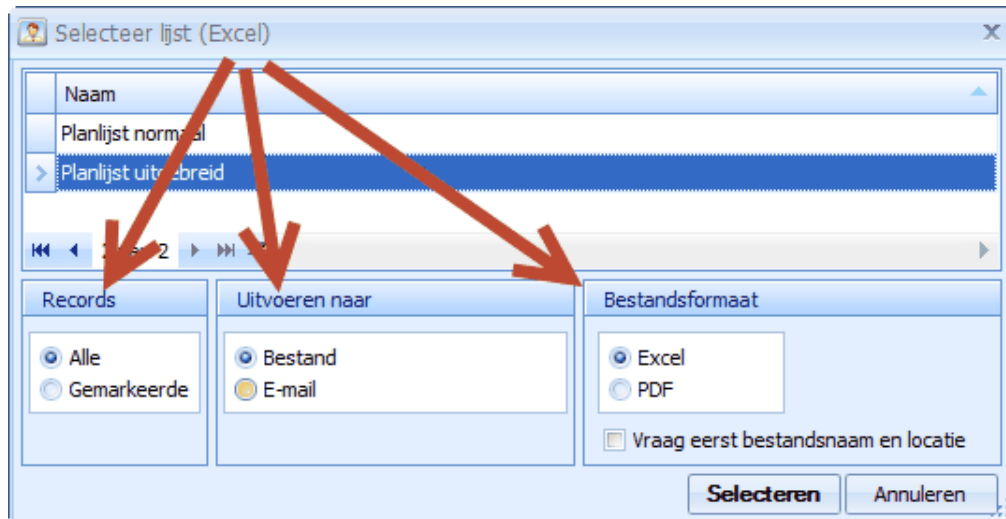 Selecteer lijst (Excel)
Naam
Planlijst normaal
Planlijst uitgebreid
2
Records
Uitvoeren naar
Bestandsformaat
Alle
Gemarkeerde
Bestand
E-mail
Excel
PDF
Vraag eerst bestandsnaam en locatie
Selecteren
Annuleren